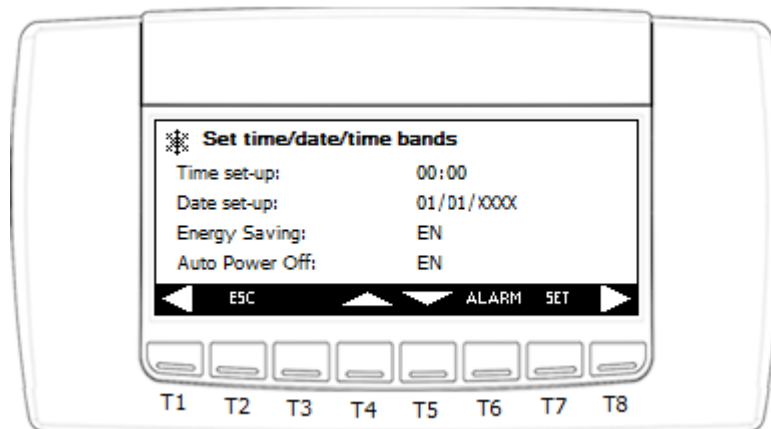 Set time/date/time bands
Time set-up: 00:00
Date set-up: 01/01/XXXX
Energy Saving: EN
Auto Power Off: EN
ESC ALARM SET
T1 T2 T3 T4 T5 T6 T7 T8